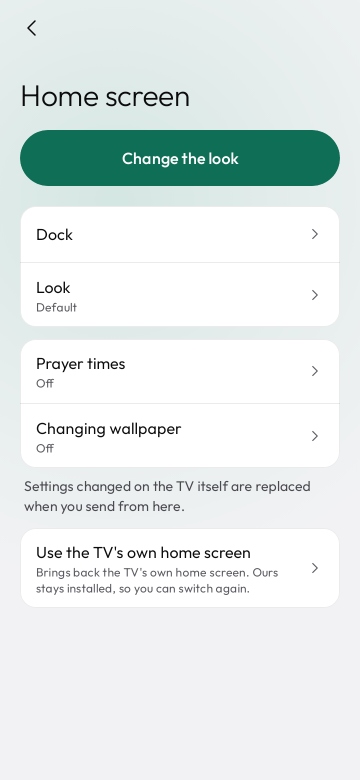 Home screen
Change the look
Dock
Look
Default
Prayer times
Off
Changing wallpaper
Off
Settings changed on the TV itself are replaced
when you send from here.
Use the TV's own home screen
Brings back the TV's own home screen. Ours
stays installed, so you can switch again.